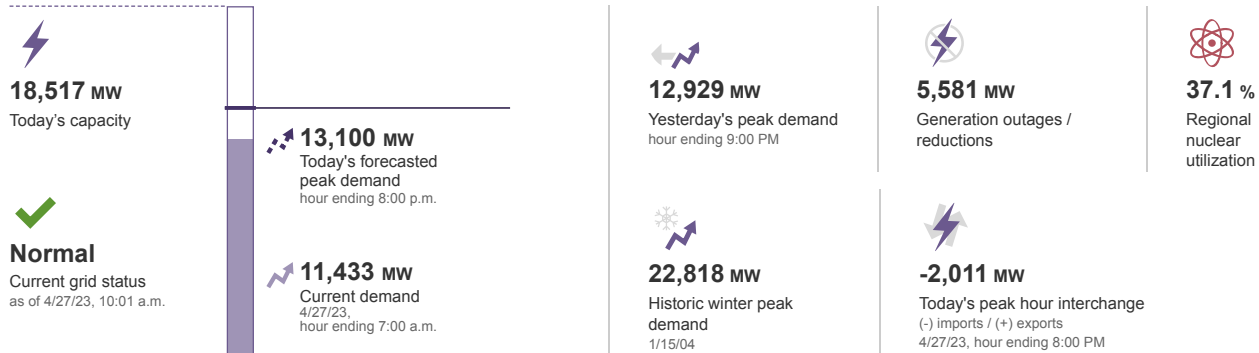 18,517 MW
Today's capacity
Normal
Current grid status
as of 4/27/23, 10:01 a.m.
13,100 MW
Today's forecasted
peak demand
hour ending 8:00 p.m.
11,433 MW
Current demand
4/27/23,
hour ending 7:00 a.m.
12,929 MW
Yesterday's peak demand
hour ending 9:00 PM
5,581 MW
Generation outages /
reductions
37.1 %
Regional
nuclear
utilization
22,818 MW
Historic winter peak
demand
1/15/04
-2,011 MW
Today's peak hour interchange
(-) imports / (+) exports
4/27/23, hour ending 8:00 PM